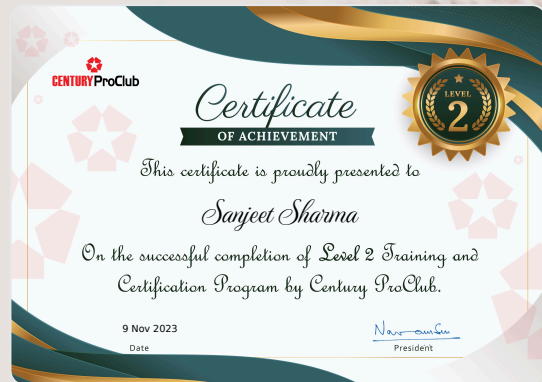 CENTURY ProClub
LEVEL
2
Certificate
OF ACHIEVEMENT
This certificate is proudly presented to
Sanjeet Sharma
On the successful completion of Level 2 Training and
Certification Program by Century ProClub.
9 Nov 2023
Date
President